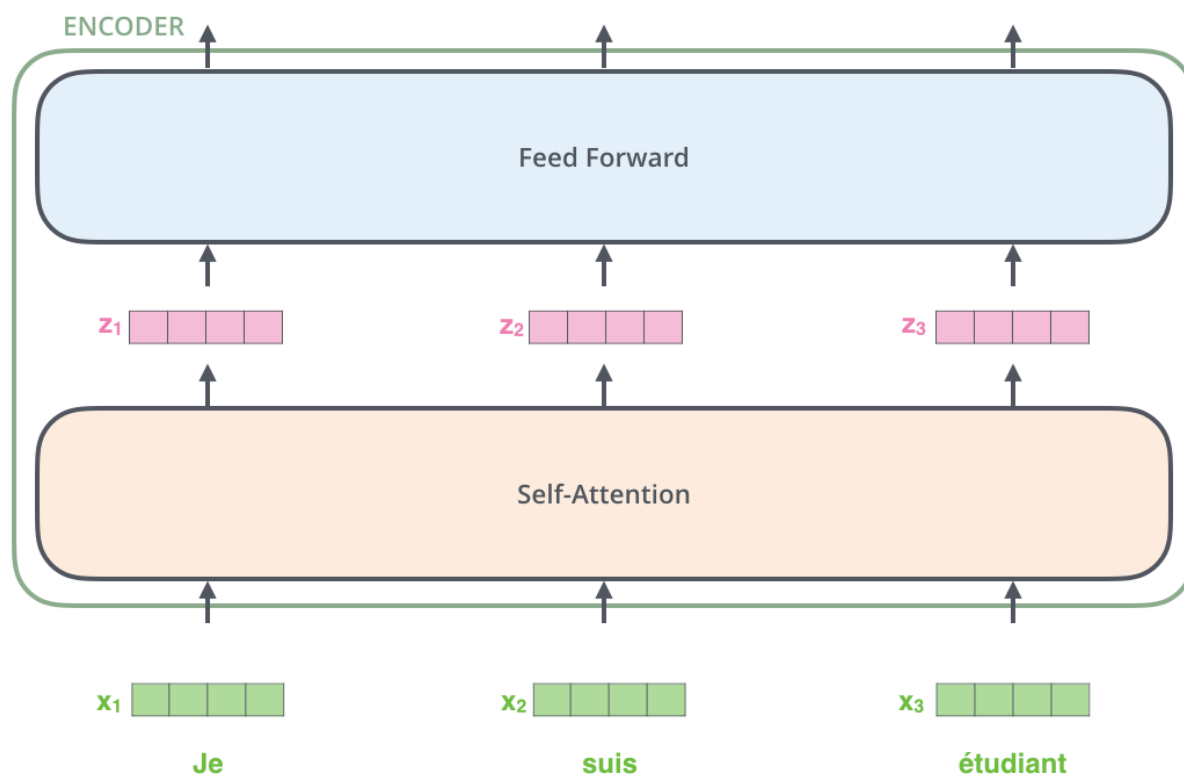 ENCODER
Feed Forward
z₁ z₂ z₃
Self-Attention
x₁ x₂ x₃
Je suis étudiant